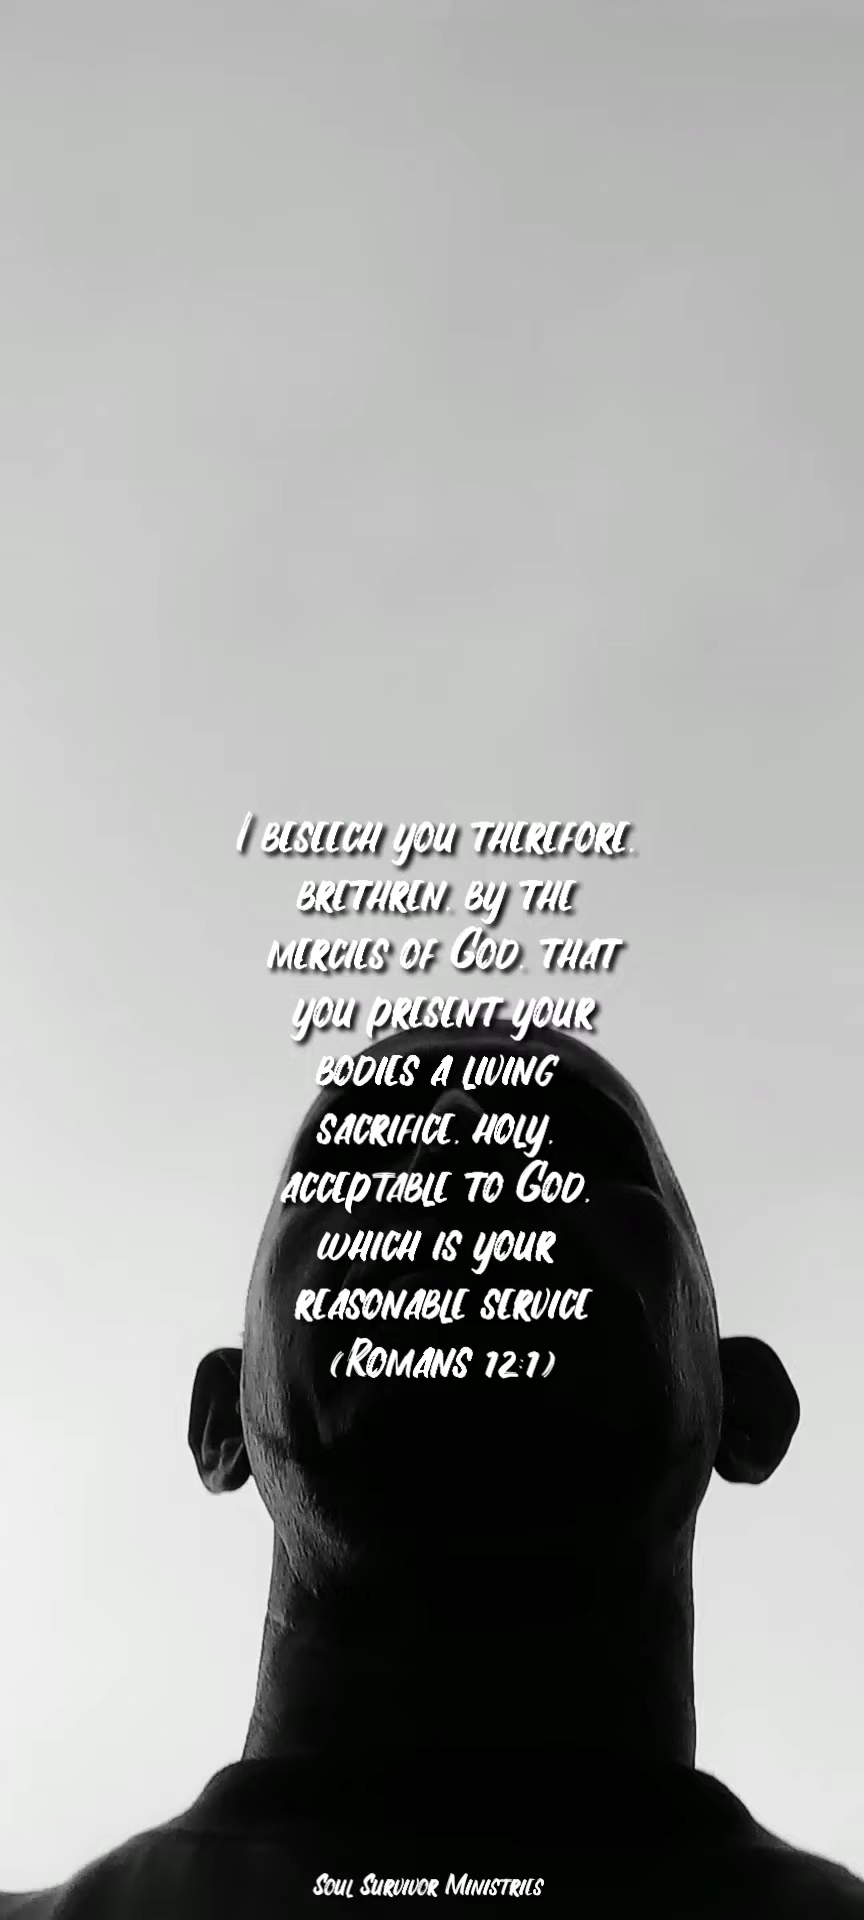 I beseech you therefore,
brethren, by the
mercies of God, that
you present your
bodies a living
sacrifice, holy,
acceptable to God,
which is your
reasonable service
(Romans 12:1)
Soul Survivor Ministries